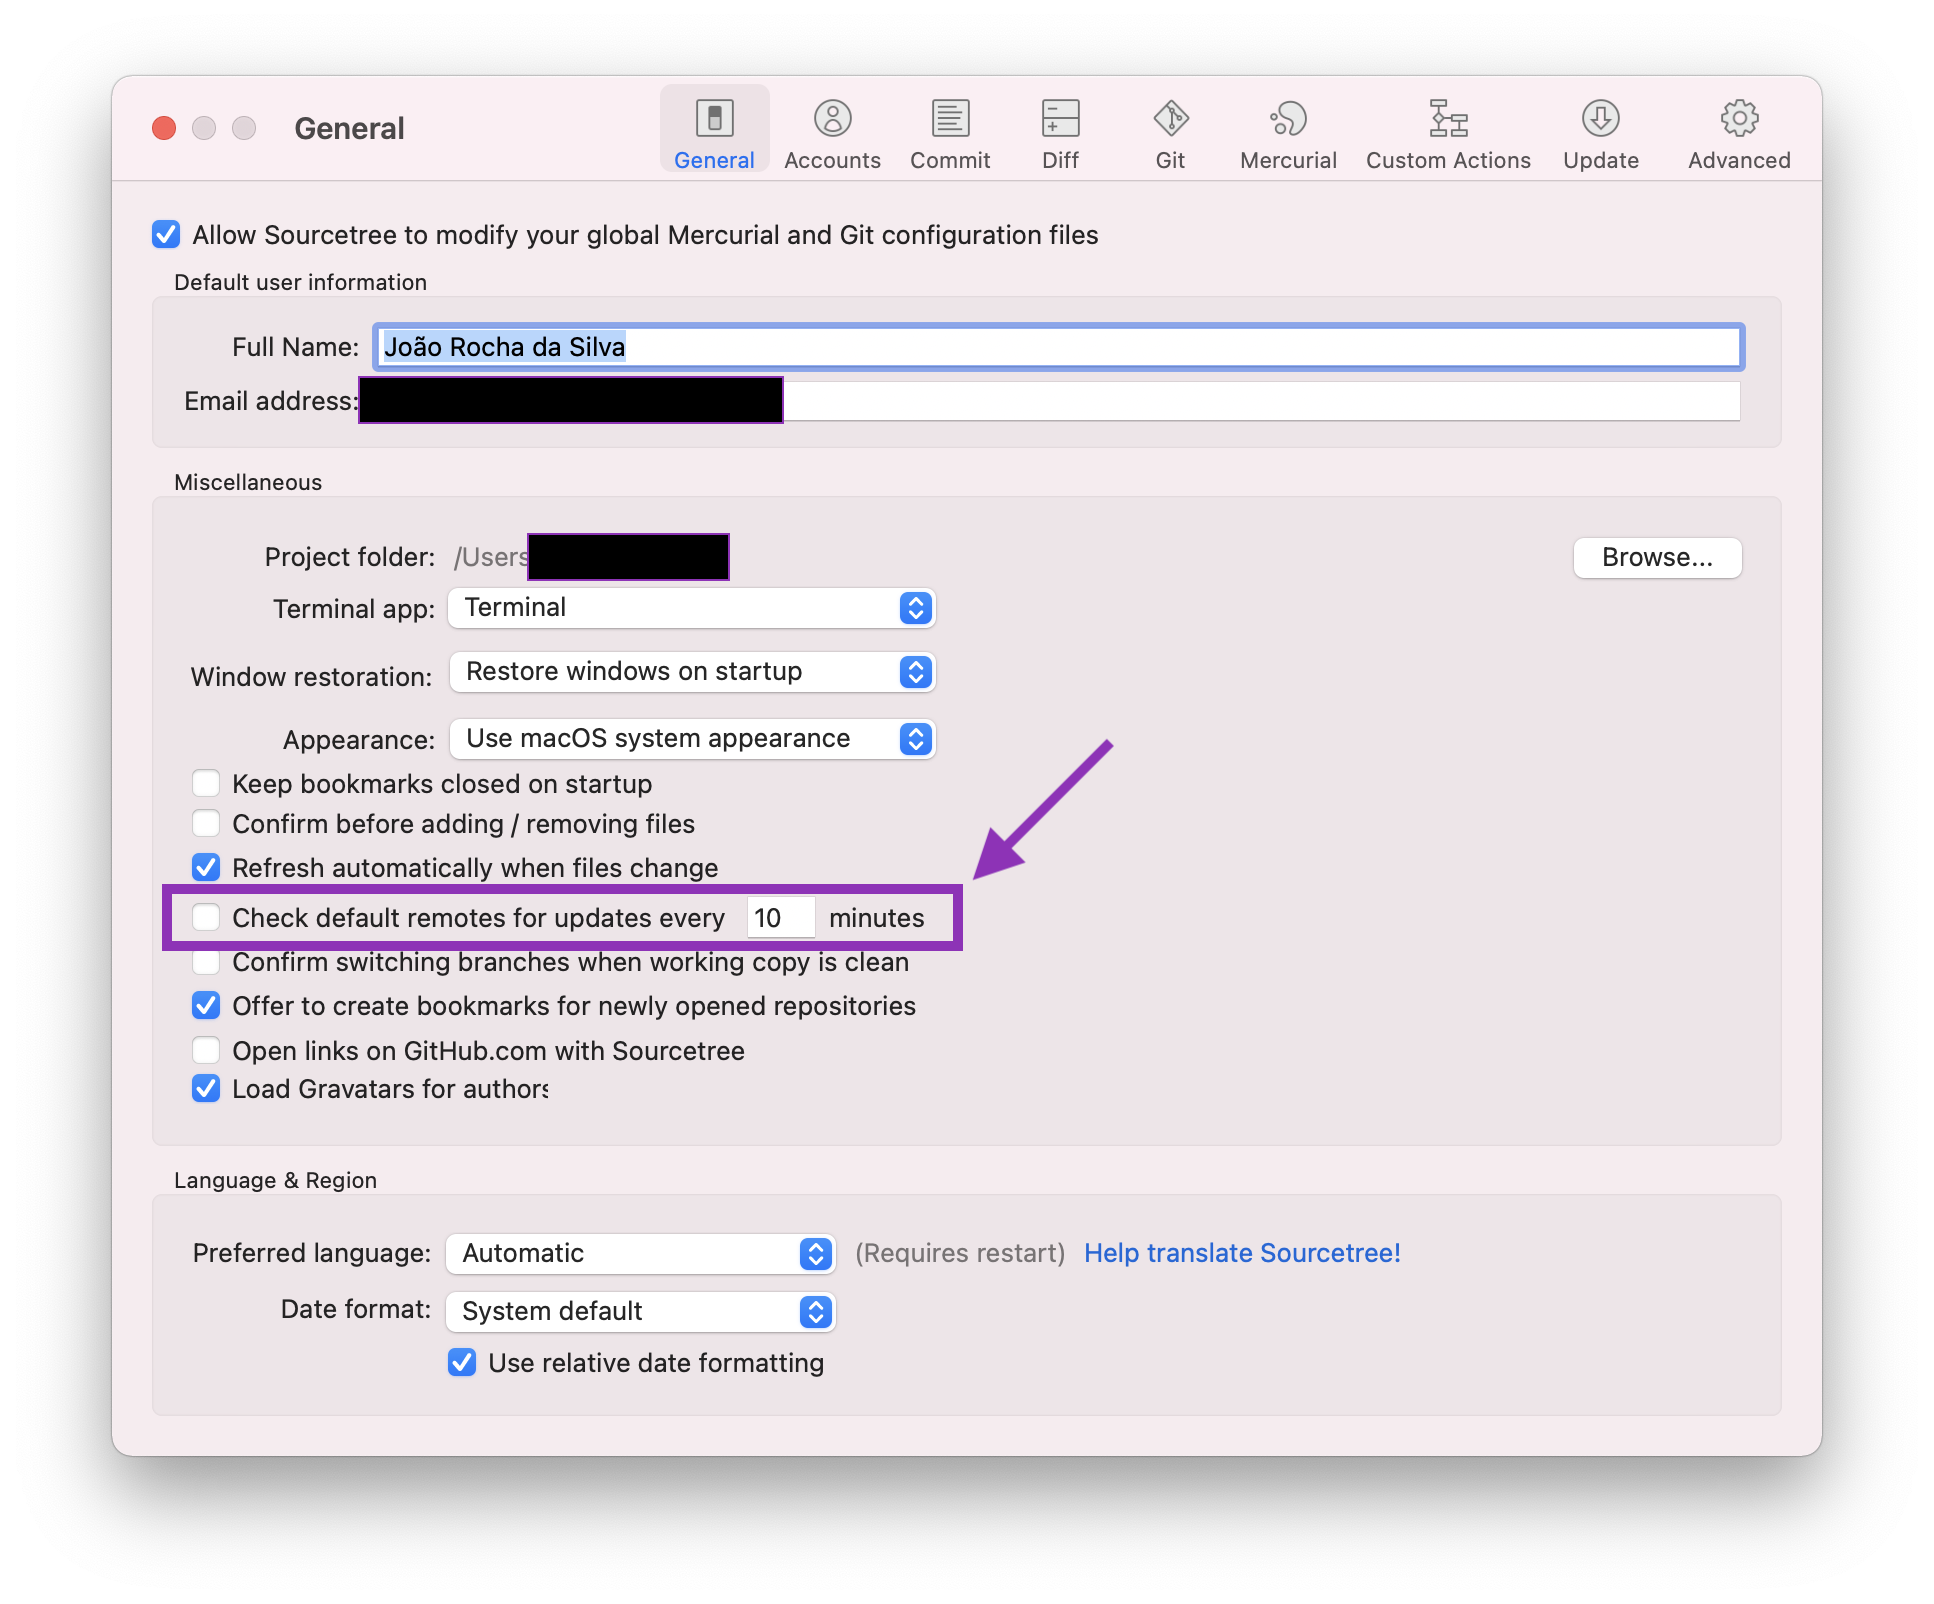 General
General Accounts Commit Diff Git Mercurial Custom Actions Update Advanced
Allow Sourcetree to modify your global Mercurial and Git configuration files
Default user information
Full Name: João Rocha da Silva
Email address:
Miscellaneous
Project folder: /Users Browse...
Terminal app: Terminal
Window restoration: Restore windows on startup
Appearance: Use macOS system appearance
Keep bookmarks closed on startup
Confirm before adding / removing files
Refresh automatically when files change
Check default remotes for updates every 10 minutes
Confirm switching branches when working copy is clean
Offer to create bookmarks for newly opened repositories
Open links on GitHub.com with Sourcetree
Load Gravatars for authors
Language & Region
Preferred language: Automatic (Requires restart) Help translate Sourcetree!
Date format: System default
Use relative date formatting